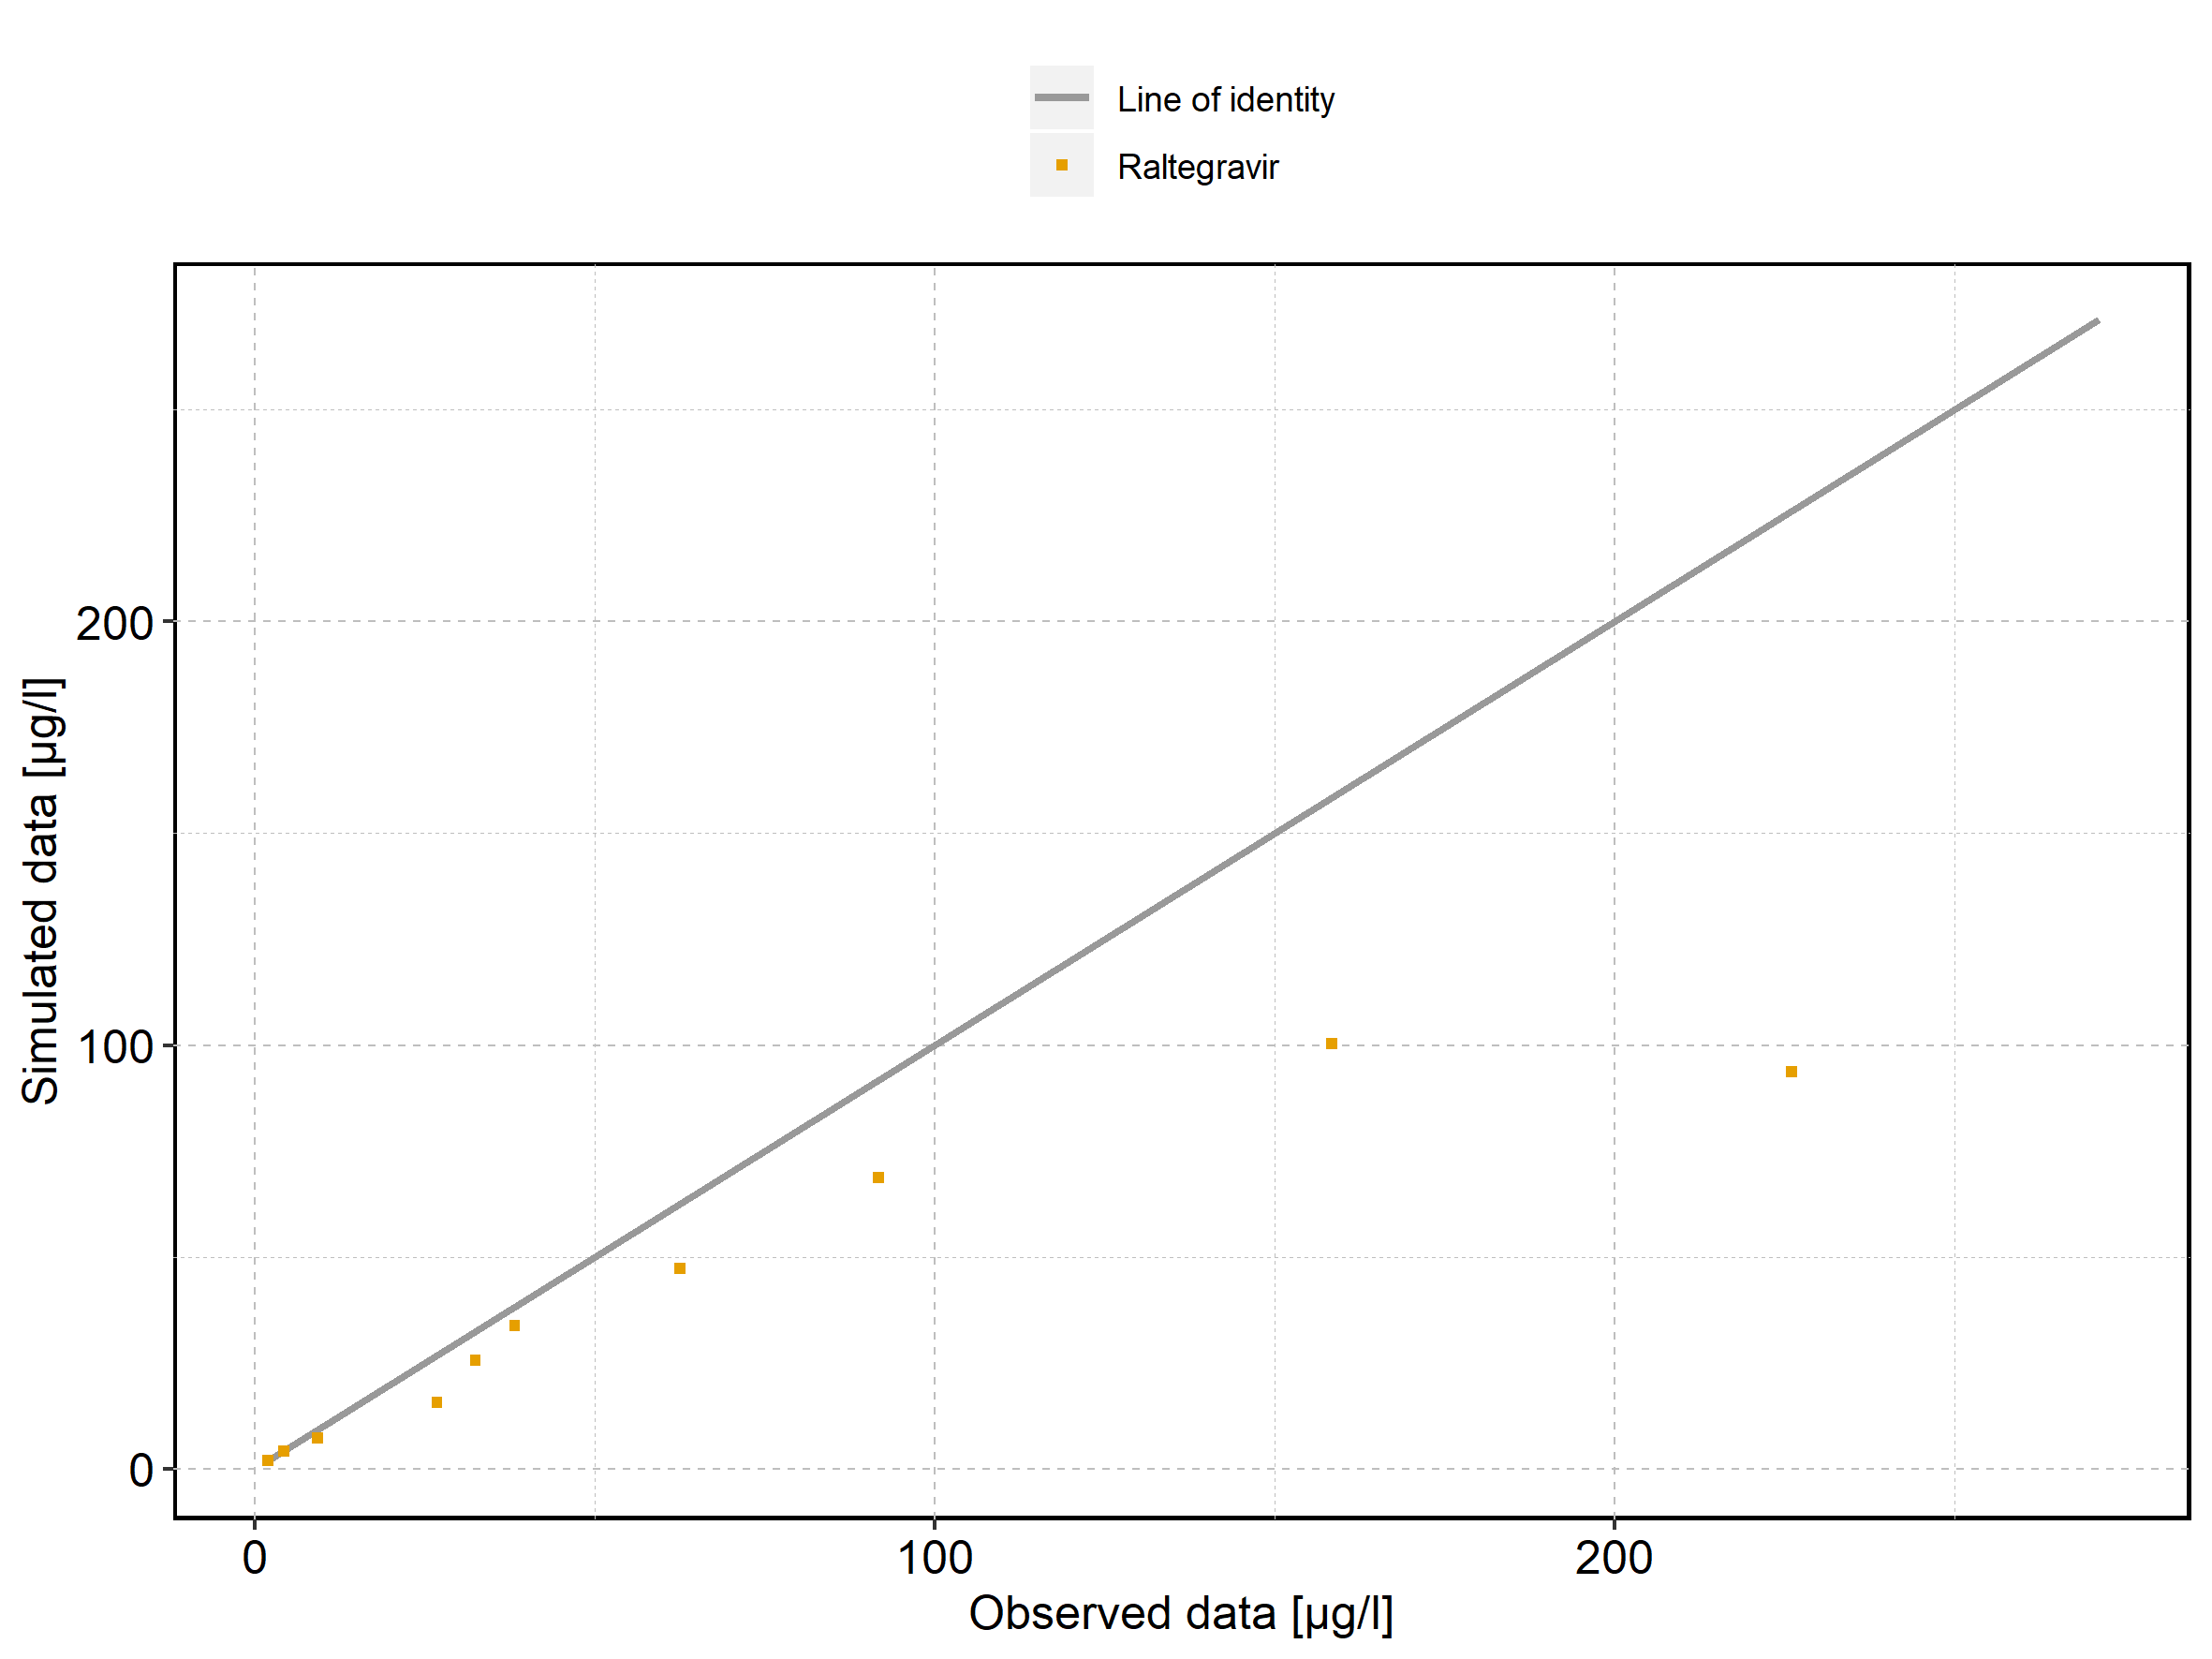 Line of identity
Raltegravir
Simulated data [µg/l]
200
100
0
0 100 200
Observed data [µg/l]